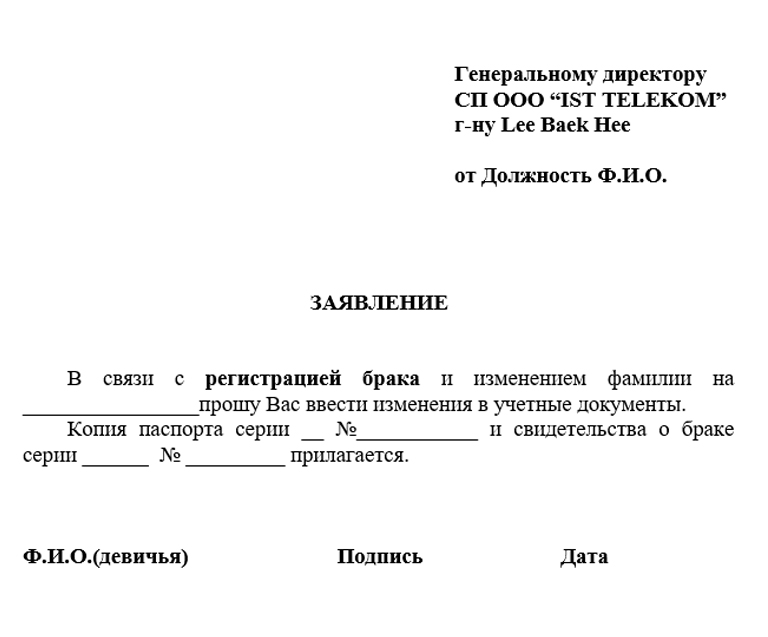 Генеральному директору
СП ООО “IST TELEKOM”
г-ну Lee Baek Hee
от Должность Ф.И.О.
ЗАЯВЛЕНИЕ
В связи с регистрацией брака и изменением фамилии на
________________прошу Вас ввести изменения в учетные документы.
Копия паспорта серии __ №___________ и свидетельства о браке
серии ______ № _________ прилагается.
Ф.И.О.(девичья) Подпись Дата